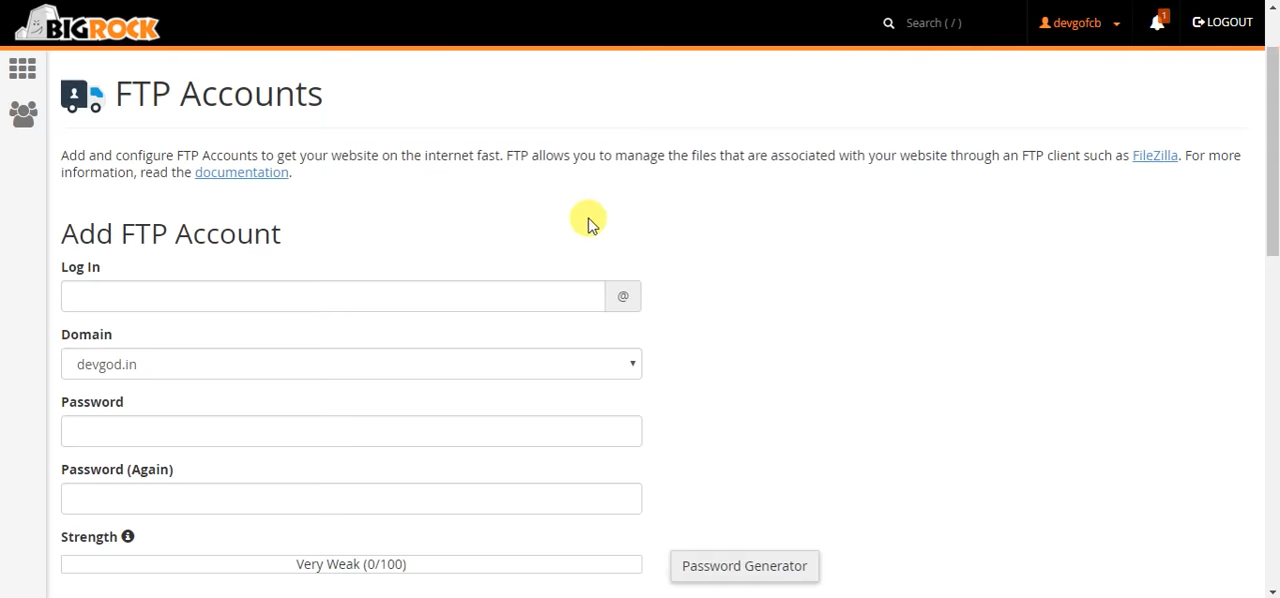 BIGROCK
Search ( / )
devgofcb
1
LOGOUT
FTP Accounts
Add and configure FTP Accounts to get your website on the internet fast. FTP allows you to manage the files that are associated with your website through an FTP client such as FileZilla. For more
information, read the documentation.
Add FTP Account
Log In
@
Domain
devgod.in
Password
Password (Again)
Strength
Very Weak (0/100)
Password Generator